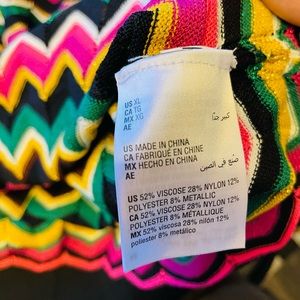 US XL
CA TG
MX XG
AE كبير جدًا
US MADE IN CHINA
CA FABRIQUÉ EN CHINE
MX HECHO EN CHINA
AE صنع في الصين
US 52% VISCOSE 28% NYLON 12%
POLYESTER 8% METALLIC
CA 52% VISCOSE 28% NYLON 12%
POLYESTER 8% MÉTALLIQUE
MX 52% viscosa 28% nilón 12%
poliester 8% metálico